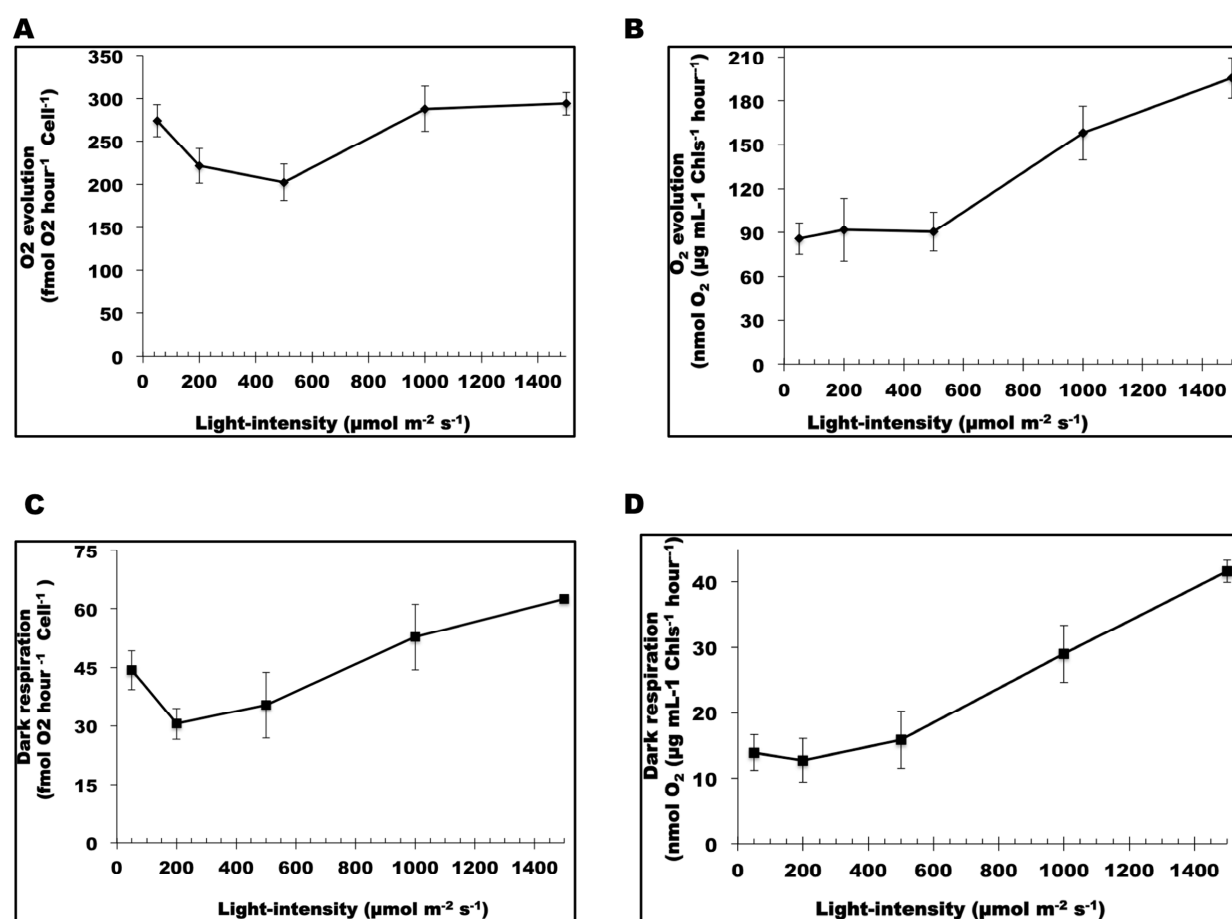 A
350
300
250
200
150
100
50
0
O2 evolution
(fmol O2 hour-¹ Cell-¹)
0 200 400 600 800 1000 1200 1400
Light-intensity (µmol m-² s-¹)
B
210
180
150
120
90
60
30
0
O₂ evolution
(nmol O₂ (µg mL-1 Chls-¹ hour-¹)
0 200 400 600 800 1000 1200 1400
Light-intensity (µmol m-² s-¹)
C
75
60
45
30
15
0
Dark respiration
(fmol O2 hour -¹ Cell-¹ )
0 200 400 600 800 1000 1200 1400
Light-intensity (µmol m-² s-¹)
D
40
30
20
10
0
Dark respiration
(nmol O₂ (µg mL-1 Chls-¹ hour-¹)
0 200 400 600 800 1000 1200 1400
Light-intensity (µmol m-² s-¹)